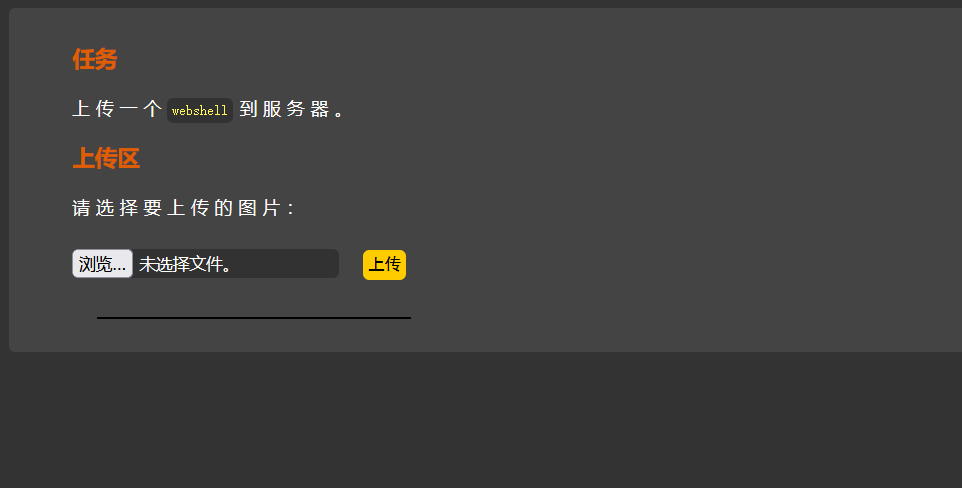 任务
上传一个 webshell 到服务器。
上传区
请选择要上传的图片：
浏览... 未选择文件。 上传